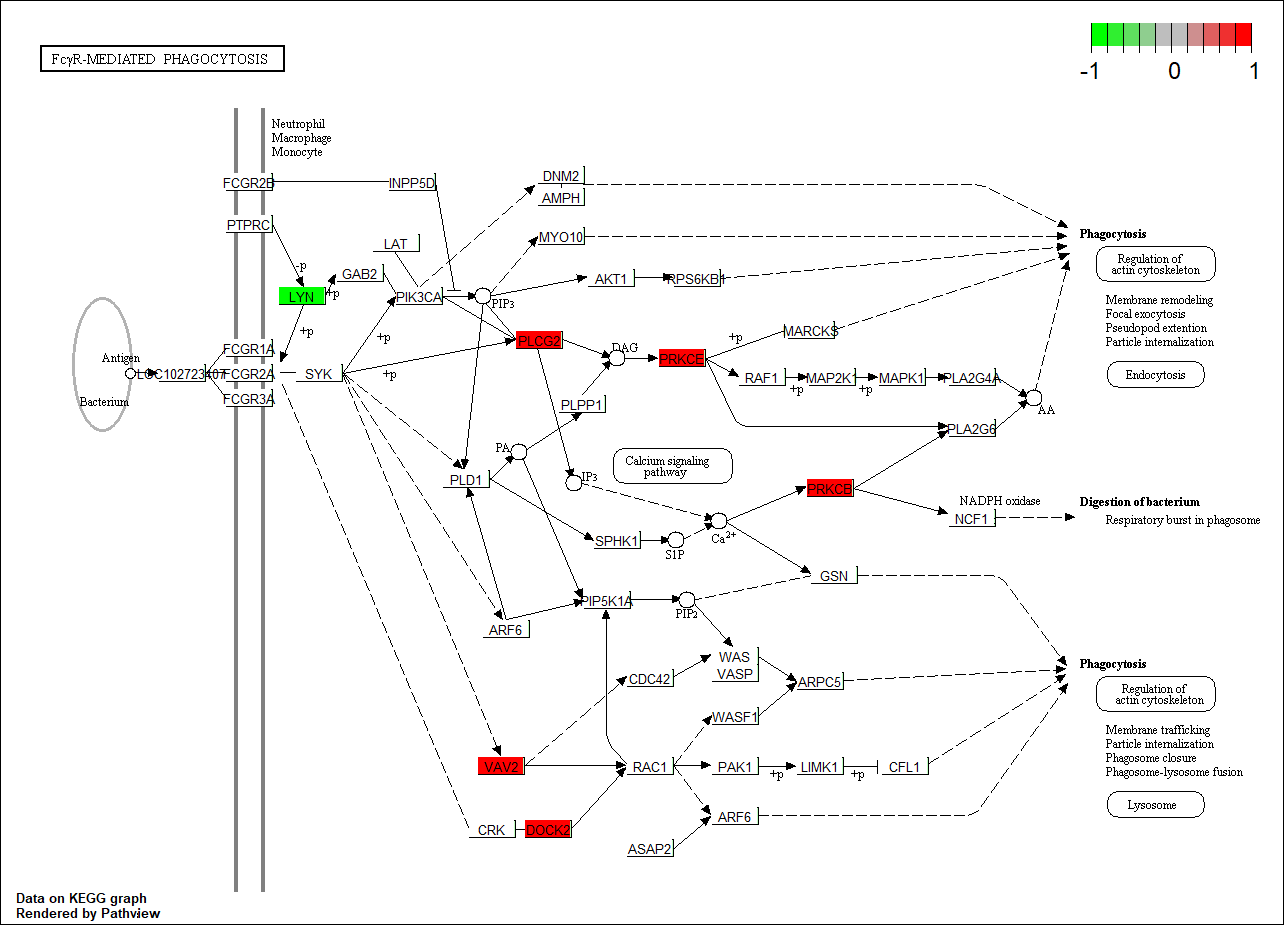 FcγR-MEDIATED PHAGOCYTOSIS
-1 0 1
Neutrophil
Macrophage
Monocyte
FCGR2B
INPP5D
DNM2
AMPH
PTPRC
LAT
MYO10
Phagocytosis
-p
GAB2
AKT1
RPS6KB1
Regulation of
actin cytoskeleton
LYN
+p
PIK3CA
PIP3
Membrane remodeling
Focal exocytosis
Pseudopod extention
Particle internalization
+p
+p
PLCG2
+p
MARCKS
FCGR1A
DAG
PRKCE
Antigen
LOC102723407
FCGR2A
SYK
+p
RAF1
+p
MAP2K1
+p
MAPK1
PLA2G4A
Endocytosis
Bacterium
FCGR3A
PLPP1
AA
PLA2G6
PA
Calcium signaling
pathway
PLD1
IP3
PRKCB
NADPH oxidase
Digestion of bacterium
NCF1
Respiratory burst in phagosome
SPHK1
S1P
Ca2+
GSN
PIP5K1A
PIP2
ARF6
WAS
VASP
Phagocytosis
CDC42
ARPC5
Regulation of
actin cytoskeleton
WASF1
Membrane trafficking
Particle internalization
Phagosome closure
Phagosome-lysosome fusion
VAV2
RAC1
PAK1
+p
LIMK1
+p
CFL1
Lysosome
CRK
DOCK2
ARF6
ASAP2
Data on KEGG graph
Rendered by Pathview